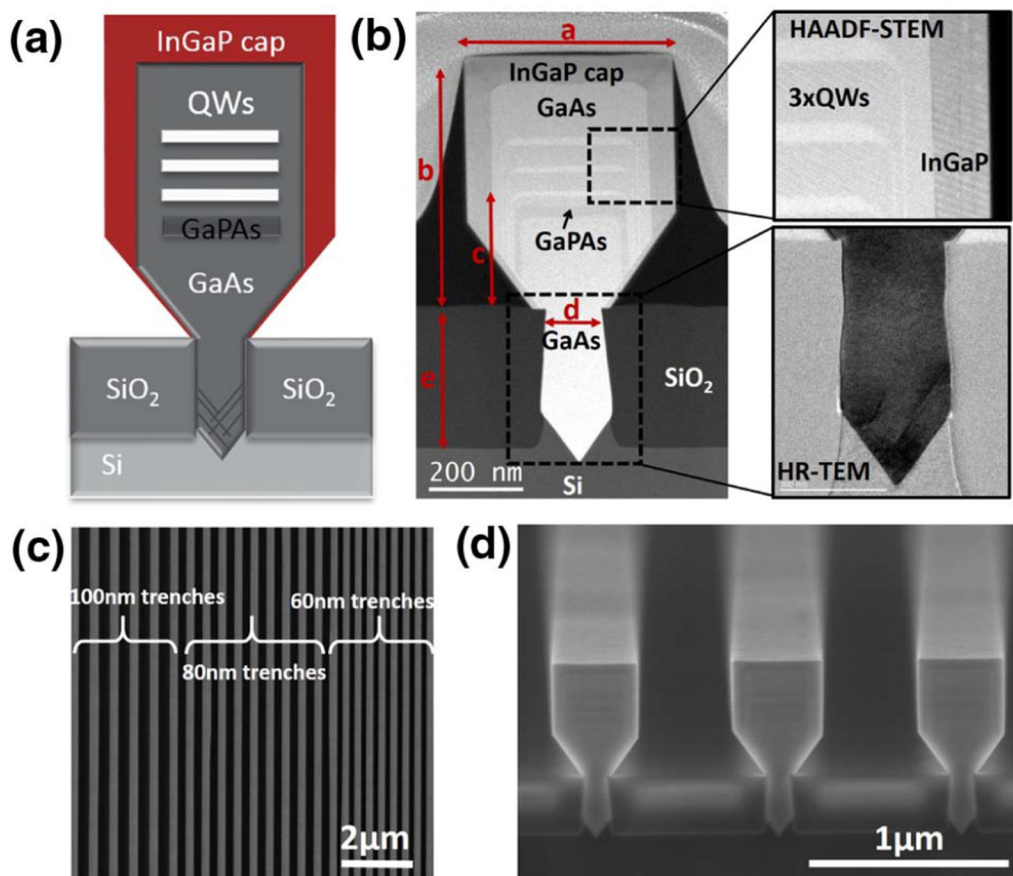 (a)
InGaP cap
QWs
GaPAs
GaAs
SiO2
SiO2
Si
(b)
a
InGaP cap
GaAs
b
c
GaPAs
d
GaAs
e
SiO2
200 nm
Si
HAADF-STEM
3xQWs
InGaP
HR-TEM
(c)
100nm trenches
60nm trenches
80nm trenches
2μm
(d)
1μm